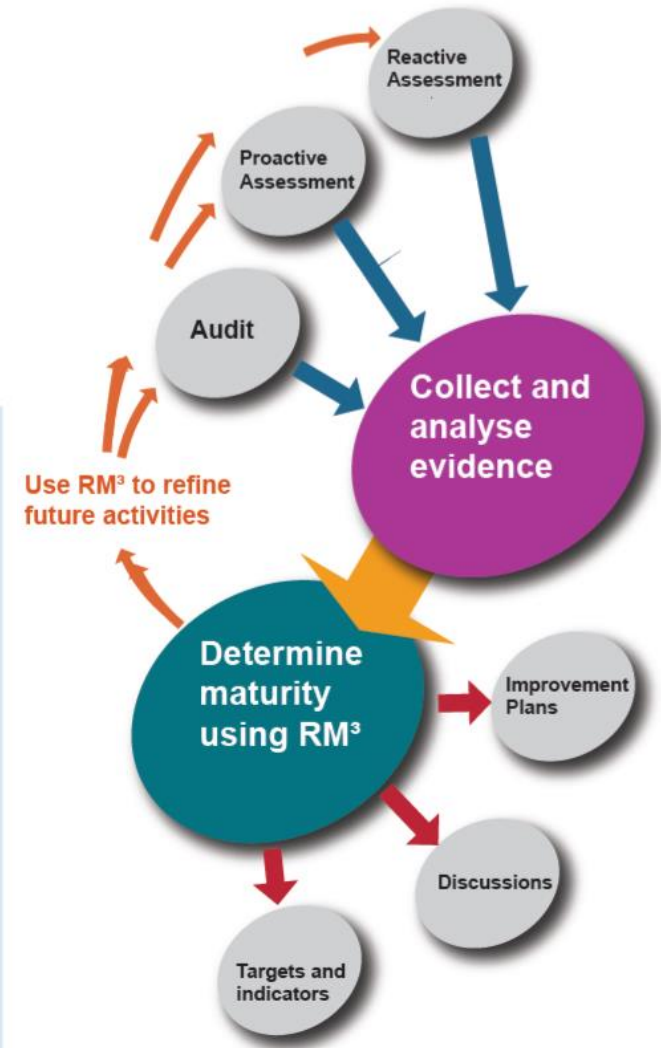 Reactive
Assessment
Proactive
Assessment
Audit
Collect and
analyse
evidence
Use RM³ to refine
future activities
Determine
maturity
using RM³
Improvement
Plans
Discussions
Targets and
indicators